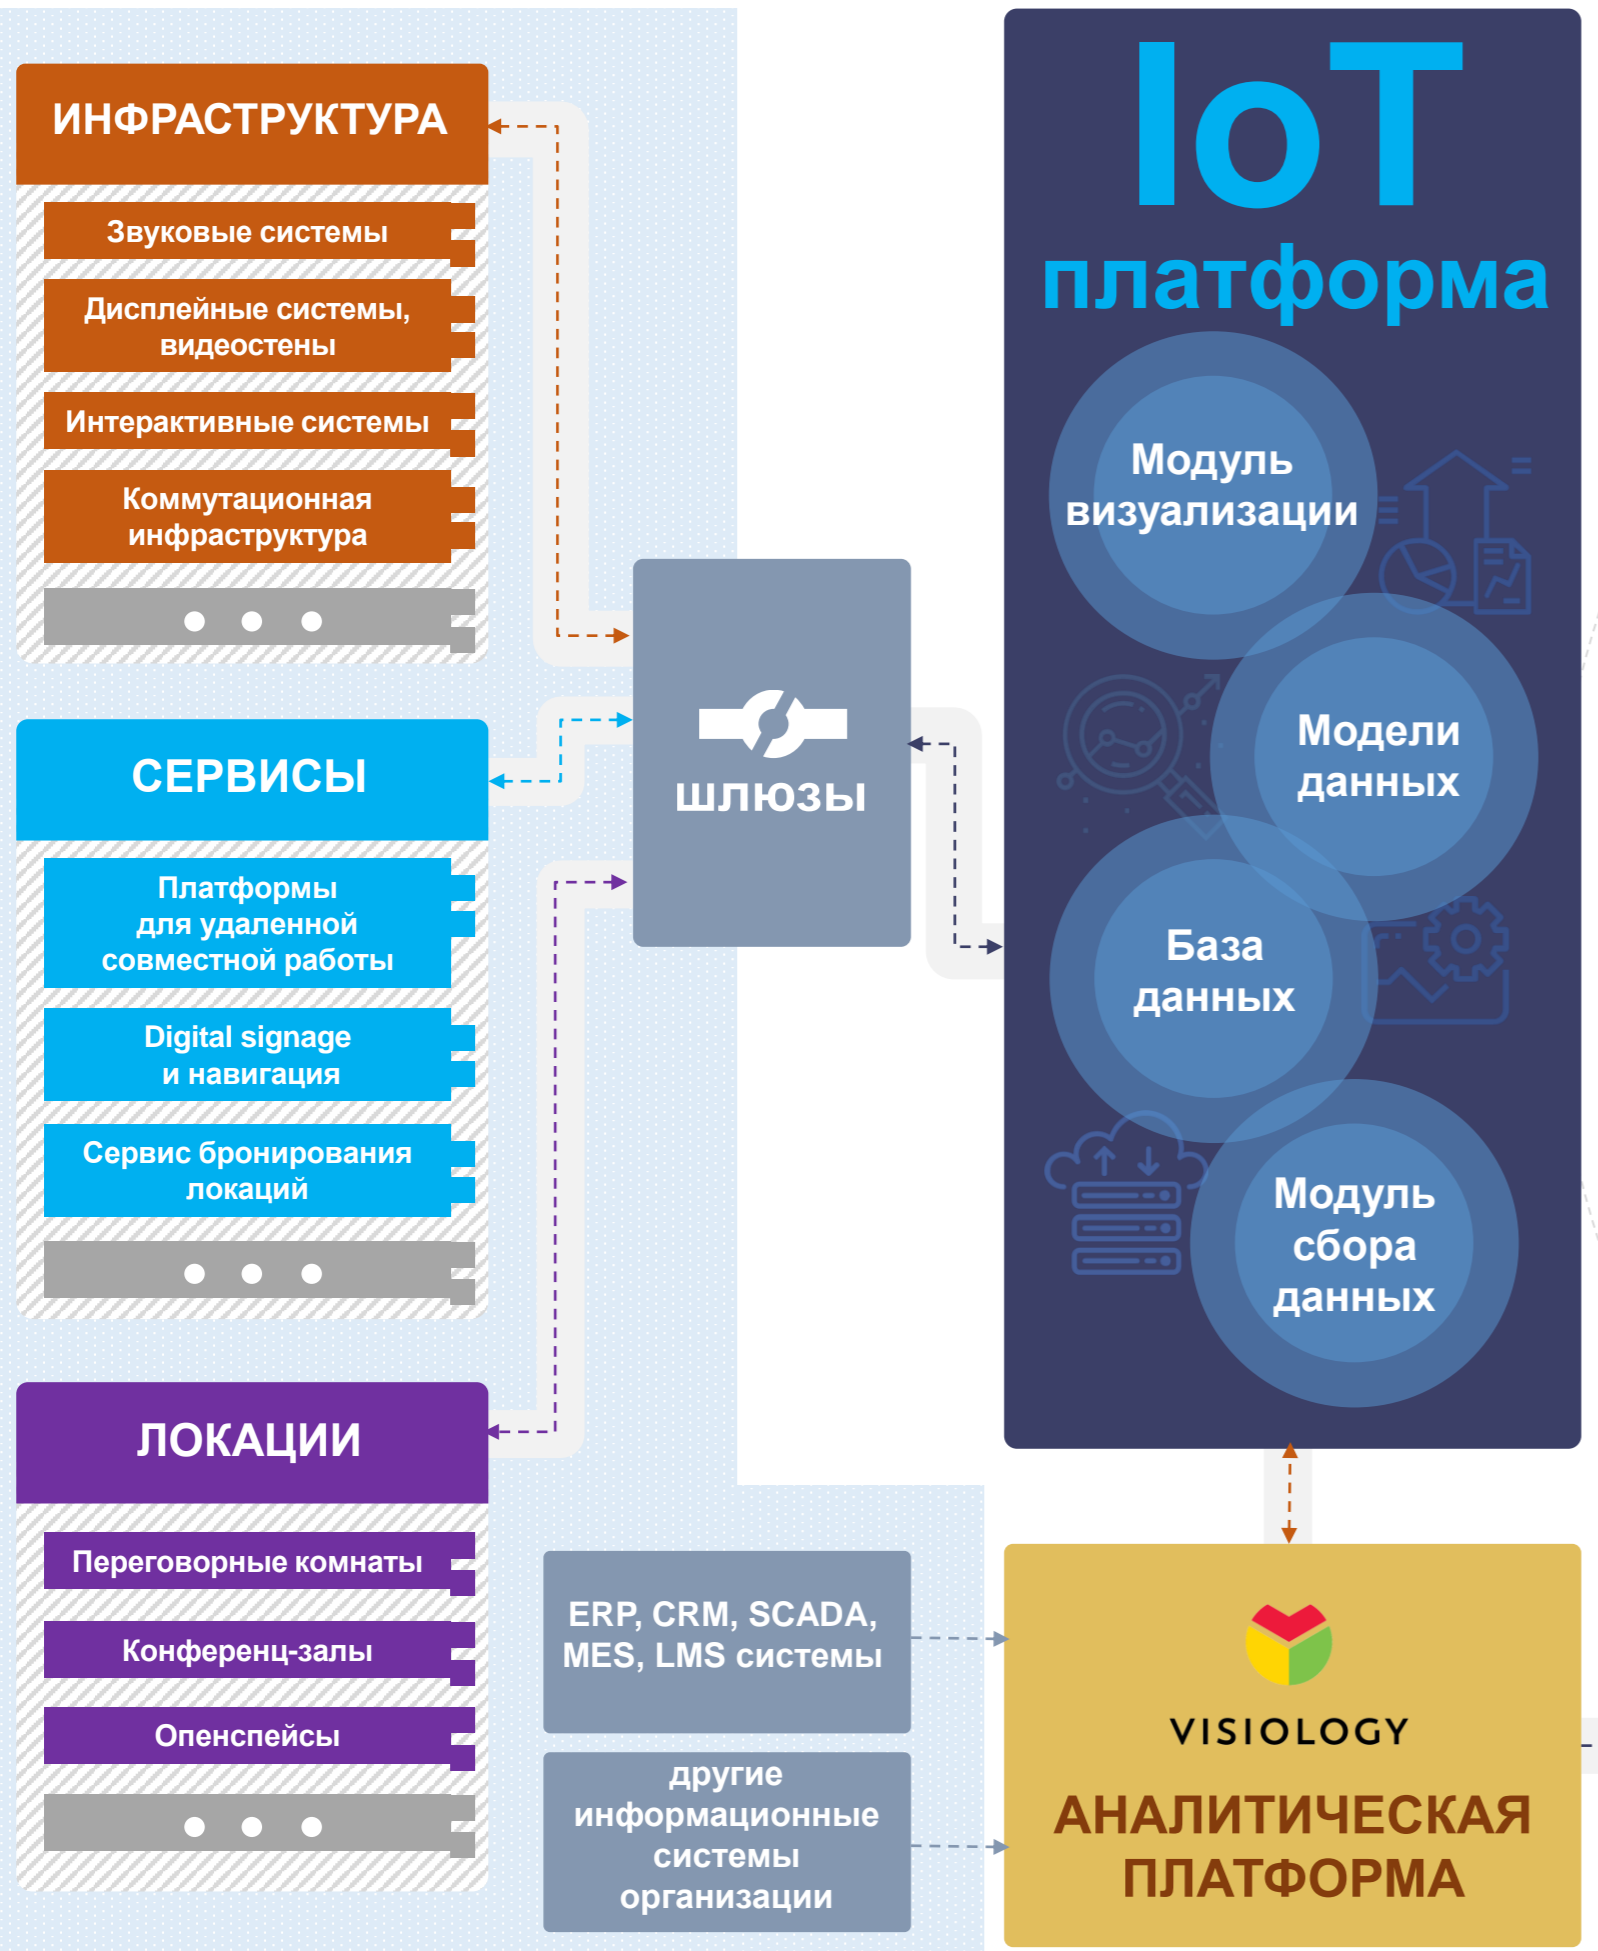 ИНФРАСТРУКТУРА
Звуковые системы
Дисплейные системы,
видеостены
Интерактивные системы
Коммутационная
инфраструктура
СЕРВИСЫ
Платформы
для удаленной
совместной работы
Digital signage
и навигация
Сервис бронирования
локаций
ЛОКАЦИИ
Переговорные комнаты
Конференц-залы
Опенспейсы
ШЛЮЗЫ
ERP, CRM, SCADA,
MES, LMS системы
другие
информационные
системы
организации
IoT
платформа
Модуль
визуализации
Модели
данных
База
данных
Модуль
сбора
данных
VISIOLOGY
АНАЛИТИЧЕСКАЯ
ПЛАТФОРМА